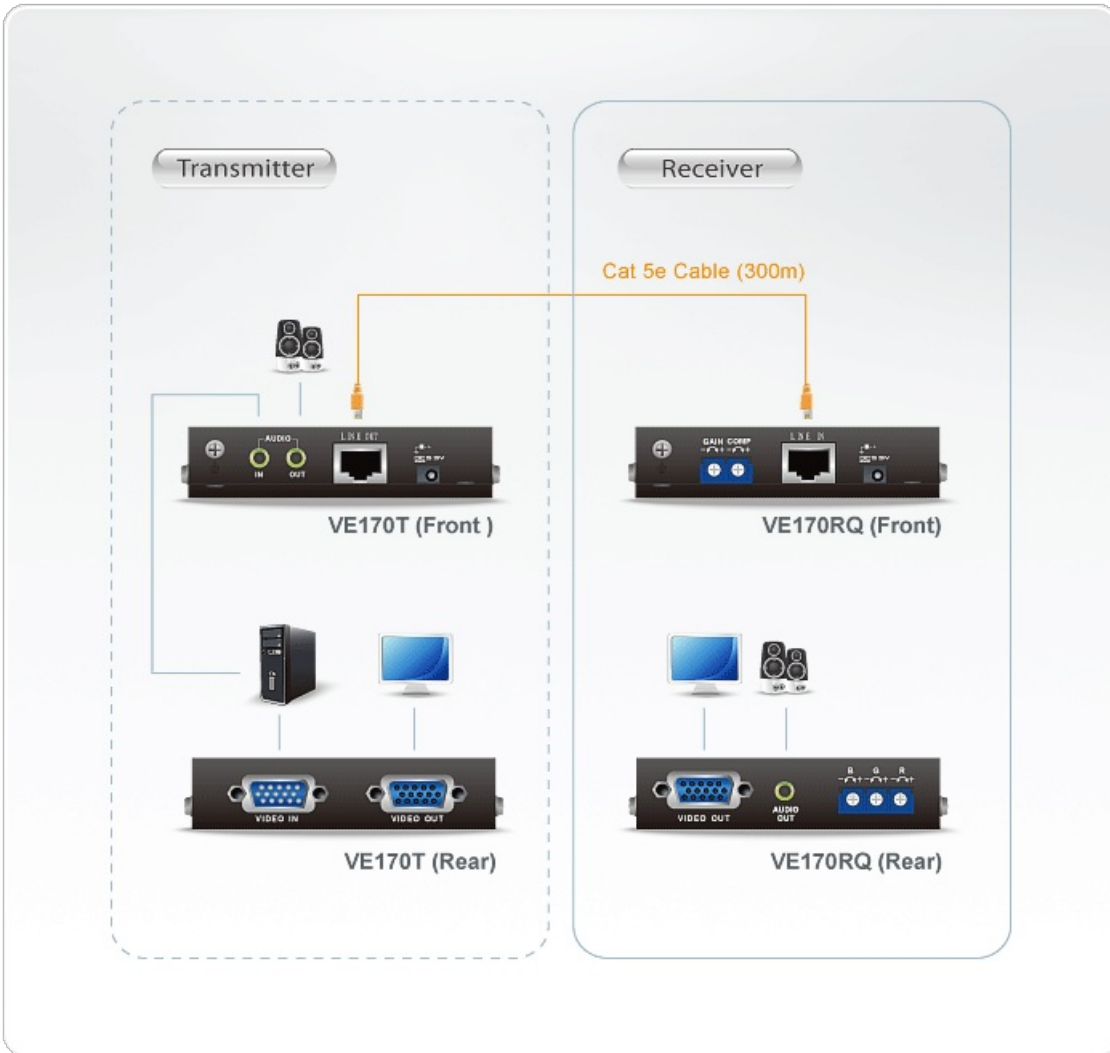 Transmitter
Receiver
Cat 5e Cable (300m)
AUDIO
IN
OUT
LINE OUT
VE170T (Front )
GAIN COMP
LINE IN
VE170RQ (Front)
VIDEO IN
VIDEO OUT
VE170T (Rear)
VIDEO OUT
AUDIO
OUT
B G R
VE170RQ (Rear)